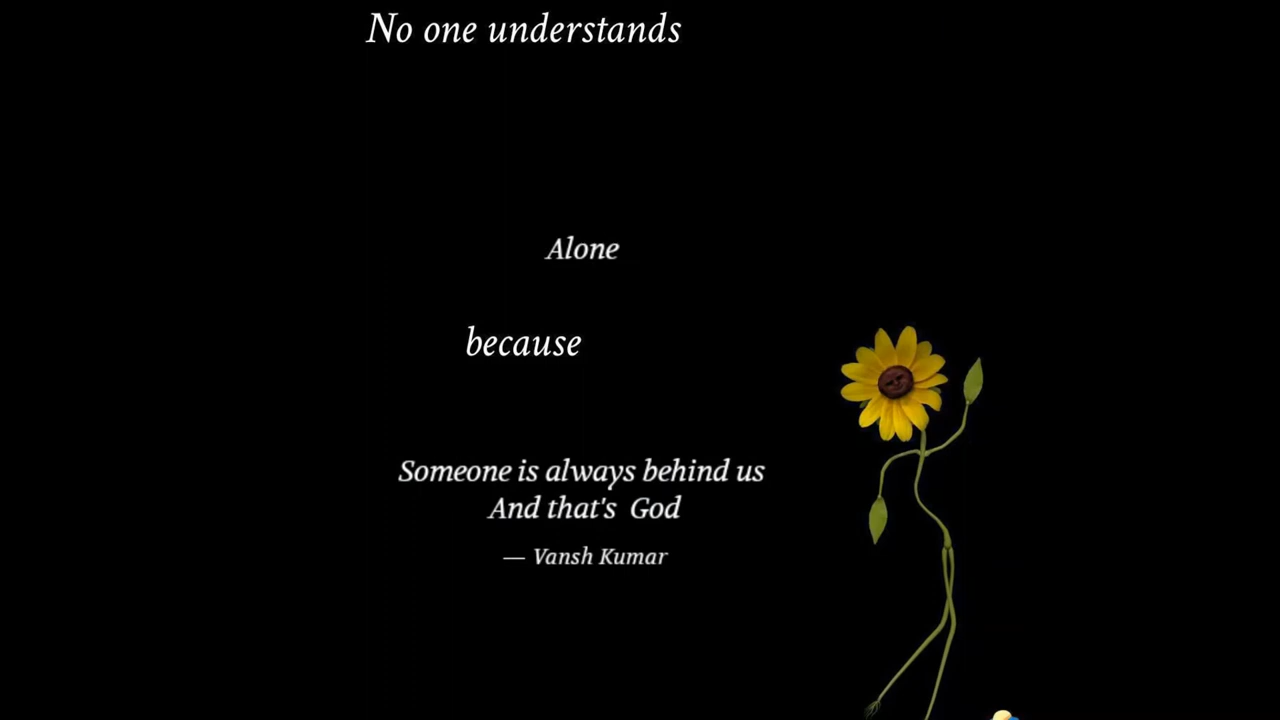 No one understands
Alone
because
Someone is always behind us
And that's God
— Vansh Kumar